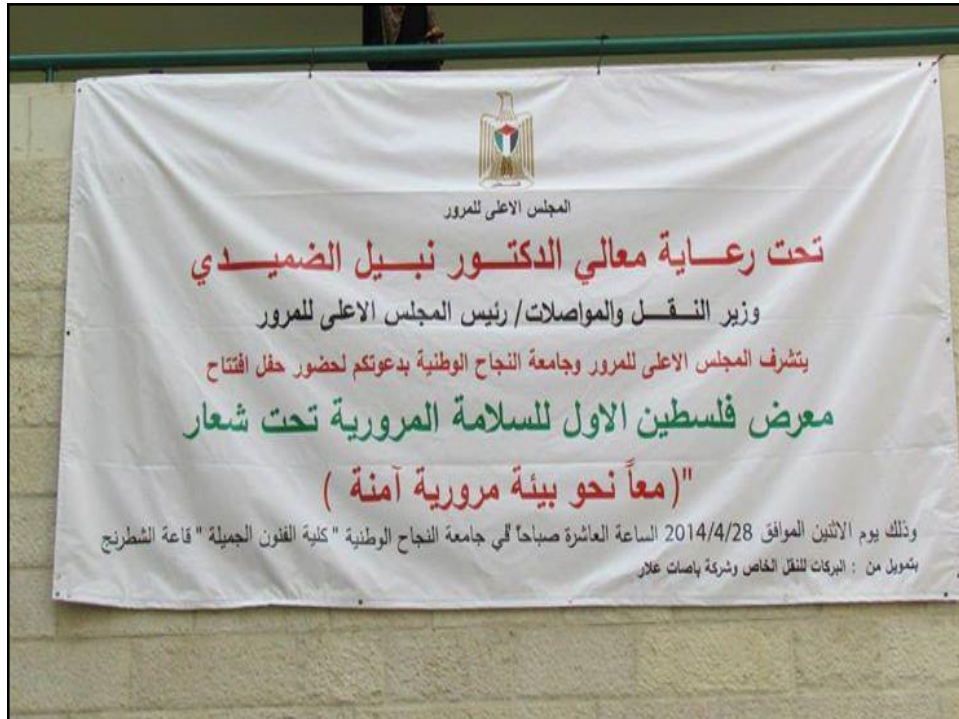 المجلس الاعلى للمرور
تحت رعاية معالي الدكتور نبيل الضميدي
وزير النقل والمواصلات/ رئيس المجلس الاعلى للمرور
يتشرف المجلس الاعلى للمرور وجامعة النجاح الوطنية بدعوتكم لحضور حفل افتتاح
معرض فلسطين الاول للسلامة المرورية تحت شعار
"(معاً نحو بيئة مرورية آمنة )
وذلك يوم الاثنين الموافق 2014/4/28 الساعة العاشرة صباحاً في جامعة النجاح الوطنية " كلية الفنون الجميلة " قاعة الشطرنج
بتمويل من : البركات للنقل الخاص وشركة باصات علار